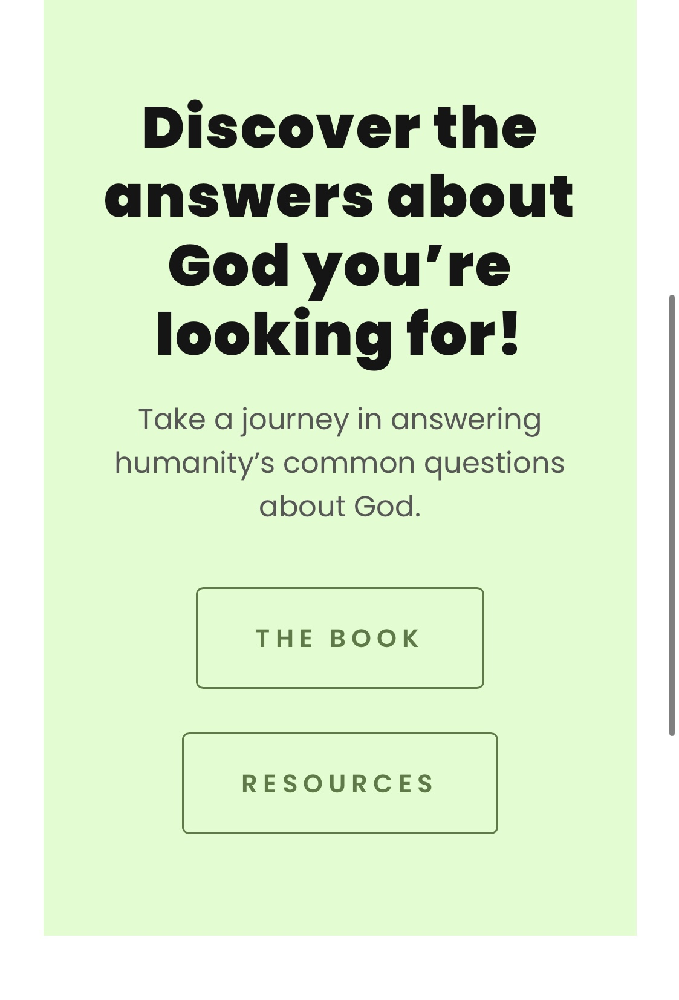 Discover the
answers about
God you’re
looking for!
Take a journey in answering
humanity’s common questions
about God.
THE BOOK
RESOURCES